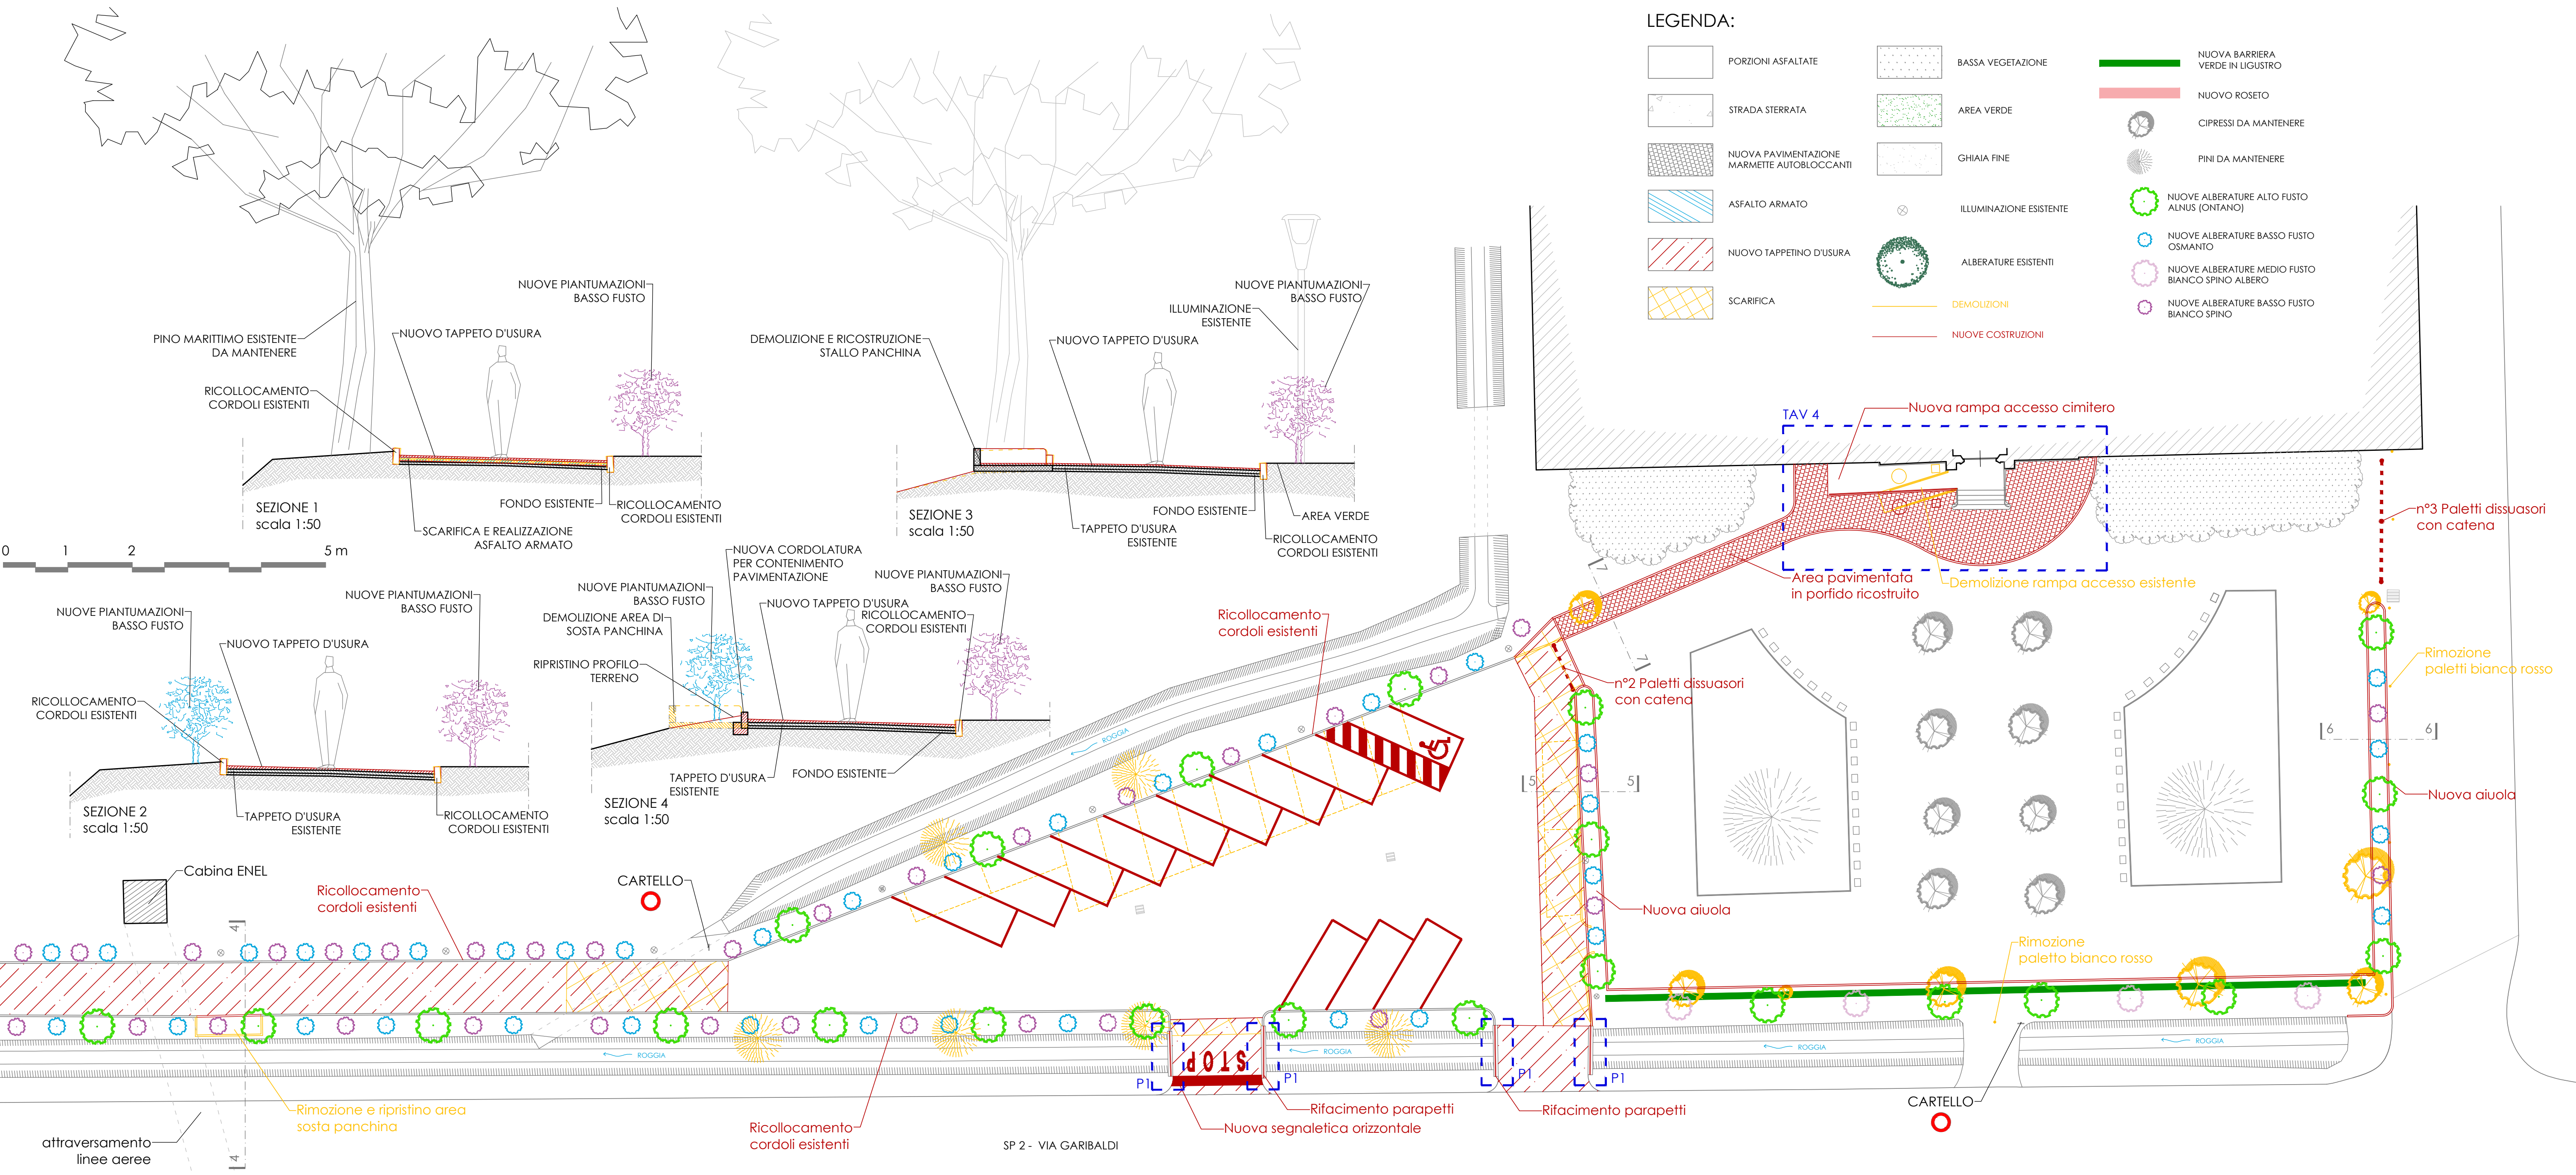 LEGENDA:
PORZIONI ASFALTATE
STRADA STERRATA
NUOVA PAVIMENTAZIONE
MARMETTE AUTOBLOCCANTI
ASFALTO ARMATO
NUOVO TAPPETINO D'USURA
SCARIFICA
BASSA VEGETAZIONE
AREA VERDE
GHIAIA FINE
ILLUMINAZIONE ESISTENTE
ALBERATURE ESISTENTI
DEMOLIZIONI
NUOVE COSTRUZIONI
NUOVA BARRIERA
VERDE IN LIGUSTRO
NUOVO ROSETO
CIPRESSI DA MANTENERE
PINI DA MANTENERE
NUOVE ALBERATURE ALTO FUSTO
ALNUS (ONTANO)
NUOVE ALBERATURE BASSO FUSTO
OSMANTO
NUOVE ALBERATURE MEDIO FUSTO
BIANCO SPINO ALBERO
NUOVE ALBERATURE BASSO FUSTO
BIANCO SPINO
NUOVE PIANTUMAZIONI
BASSO FUSTO
PINO MARITTIMO ESISTENTE
DA MANTENERE
NUOVO TAPPETO D'USURA
RICOLLOCAMENTO
CORDOLI ESISTENTI
FONDO ESISTENTE
RICOLLOCAMENTO
CORDOLI ESISTENTI
SCARIFICA E REALIZZAZIONE
ASFALTO ARMATO
SEZIONE 1
scala 1:50
NUOVE PIANTUMAZIONI
BASSO FUSTO
ILLUMINAZIONE
ESISTENTE
DEMOLIZIONE E RICOSTRUZIONE
STALLO PANCHINA
NUOVO TAPPETO D'USURA
FONDO ESISTENTE
AREA VERDE
TAPPETO D'USURA
ESISTENTE
RICOLLOCAMENTO
CORDOLI ESISTENTI
SEZIONE 3
scala 1:50
0 1 2 5 m
NUOVE PIANTUMAZIONI
BASSO FUSTO
NUOVE PIANTUMAZIONI
BASSO FUSTO
NUOVO TAPPETO D'USURA
RICOLLOCAMENTO
CORDOLI ESISTENTI
TAPPETO D'USURA
ESISTENTE
RICOLLOCAMENTO
CORDOLI ESISTENTI
SEZIONE 2
scala 1:50
NUOVA CORDOLATURA
PER CONTENIMENTO
PAVIMENTAZIONE
NUOVE PIANTUMAZIONI
BASSO FUSTO
NUOVE PIANTUMAZIONI
BASSO FUSTO
DEMOLIZIONE AREA DI
SOSTA PANCHINA
NUOVO TAPPETO D'USURA
RICOLLOCAMENTO
CORDOLI ESISTENTI
RIPRISTINO PROFILO
TERRENO
TAPPETO D'USURA
ESISTENTE
FONDO ESISTENTE
SEZIONE 4
scala 1:50
TAV 4
Nuova rampa accesso cimitero
n°3 Paletti dissuasori
con catena
Area pavimentata
in porfido ricostruito
Demolizione rampa accesso esistente
7
7
Ricollocamento
cordoli esistenti
n°2 Paletti dissuasori
con catena
Rimozione
paletti bianco rosso
6
6
5
5
ROGGIA
Nuova aiuola
Nuova aiuola
Cabina ENEL
CARTELLO
Ricollocamento
cordoli esistenti
4
Rimozione
paletto bianco rosso
ROGGIA
ROGGIA
ROGGIA
ROGGIA
STOP
P1
P1
P1
P1
CARTELLO
Rimozione e ripristino area
sosta panchina
attraversamento
linee aeree
4
Ricollocamento
cordoli esistenti
Nuova segnaletica orizzontale
Rifacimento parapetti
Rifacimento parapetti
SP 2 - VIA GARIBALDI